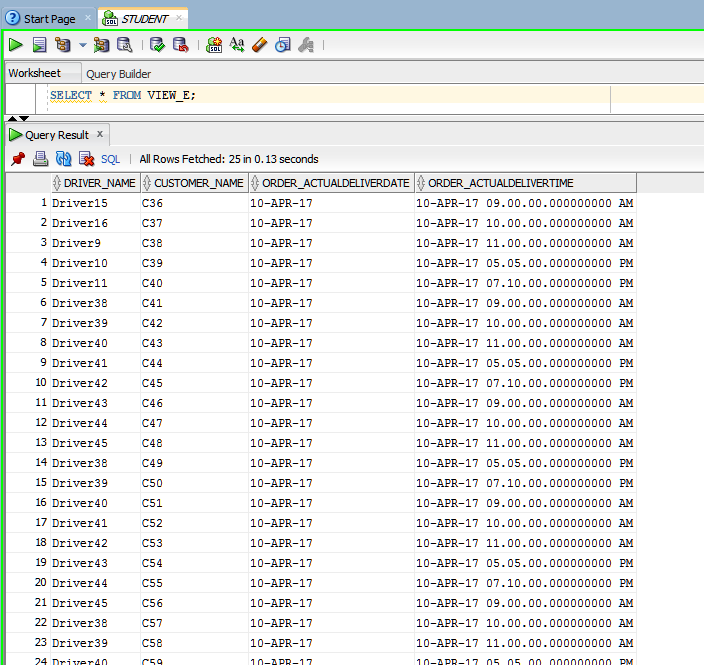 Start Page STUDENT
Worksheet Query Builder
SELECT * FROM VIEW_E;
Query Result
SQL All Rows Fetched: 25 in 0.13 seconds
DRIVER_NAME CUSTOMER_NAME ORDER_ACTUALDELIVERDATE ORDER_ACTUALDELIVERTIME
1 Driver15 C36 10-APR-17 10-APR-17 09.00.00.000000000 AM
2 Driver16 C37 10-APR-17 10-APR-17 10.00.00.000000000 AM
3 Driver9 C38 10-APR-17 10-APR-17 11.00.00.000000000 AM
4 Driver10 C39 10-APR-17 10-APR-17 05.05.00.000000000 PM
5 Driver11 C40 10-APR-17 10-APR-17 07.10.00.000000000 PM
6 Driver38 C41 10-APR-17 10-APR-17 09.00.00.000000000 AM
7 Driver39 C42 10-APR-17 10-APR-17 10.00.00.000000000 AM
8 Driver40 C43 10-APR-17 10-APR-17 11.00.00.000000000 AM
9 Driver41 C44 10-APR-17 10-APR-17 05.05.00.000000000 PM
10 Driver42 C45 10-APR-17 10-APR-17 07.10.00.000000000 PM
11 Driver43 C46 10-APR-17 10-APR-17 09.00.00.000000000 AM
12 Driver44 C47 10-APR-17 10-APR-17 10.00.00.000000000 AM
13 Driver45 C48 10-APR-17 10-APR-17 11.00.00.000000000 AM
14 Driver38 C49 10-APR-17 10-APR-17 05.05.00.000000000 PM
15 Driver39 C50 10-APR-17 10-APR-17 07.10.00.000000000 PM
16 Driver40 C51 10-APR-17 10-APR-17 09.00.00.000000000 AM
17 Driver41 C52 10-APR-17 10-APR-17 10.00.00.000000000 AM
18 Driver42 C53 10-APR-17 10-APR-17 11.00.00.000000000 AM
19 Driver43 C54 10-APR-17 10-APR-17 05.05.00.000000000 PM
20 Driver44 C55 10-APR-17 10-APR-17 07.10.00.000000000 PM
21 Driver45 C56 10-APR-17 10-APR-17 09.00.00.000000000 AM
22 Driver38 C57 10-APR-17 10-APR-17 10.00.00.000000000 AM
23 Driver39 C58 10-APR-17 10-APR-17 11.00.00.000000000 AM
24 Driver40 C59 10-APR-17 10-APR-17 05.05.00.000000000 PM